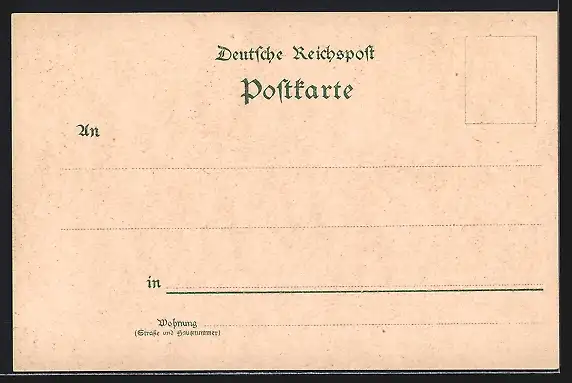 Deutſche Reichspoſt
Poſtkarte
An
in
Wohnung
(Straße und Hausnummer)